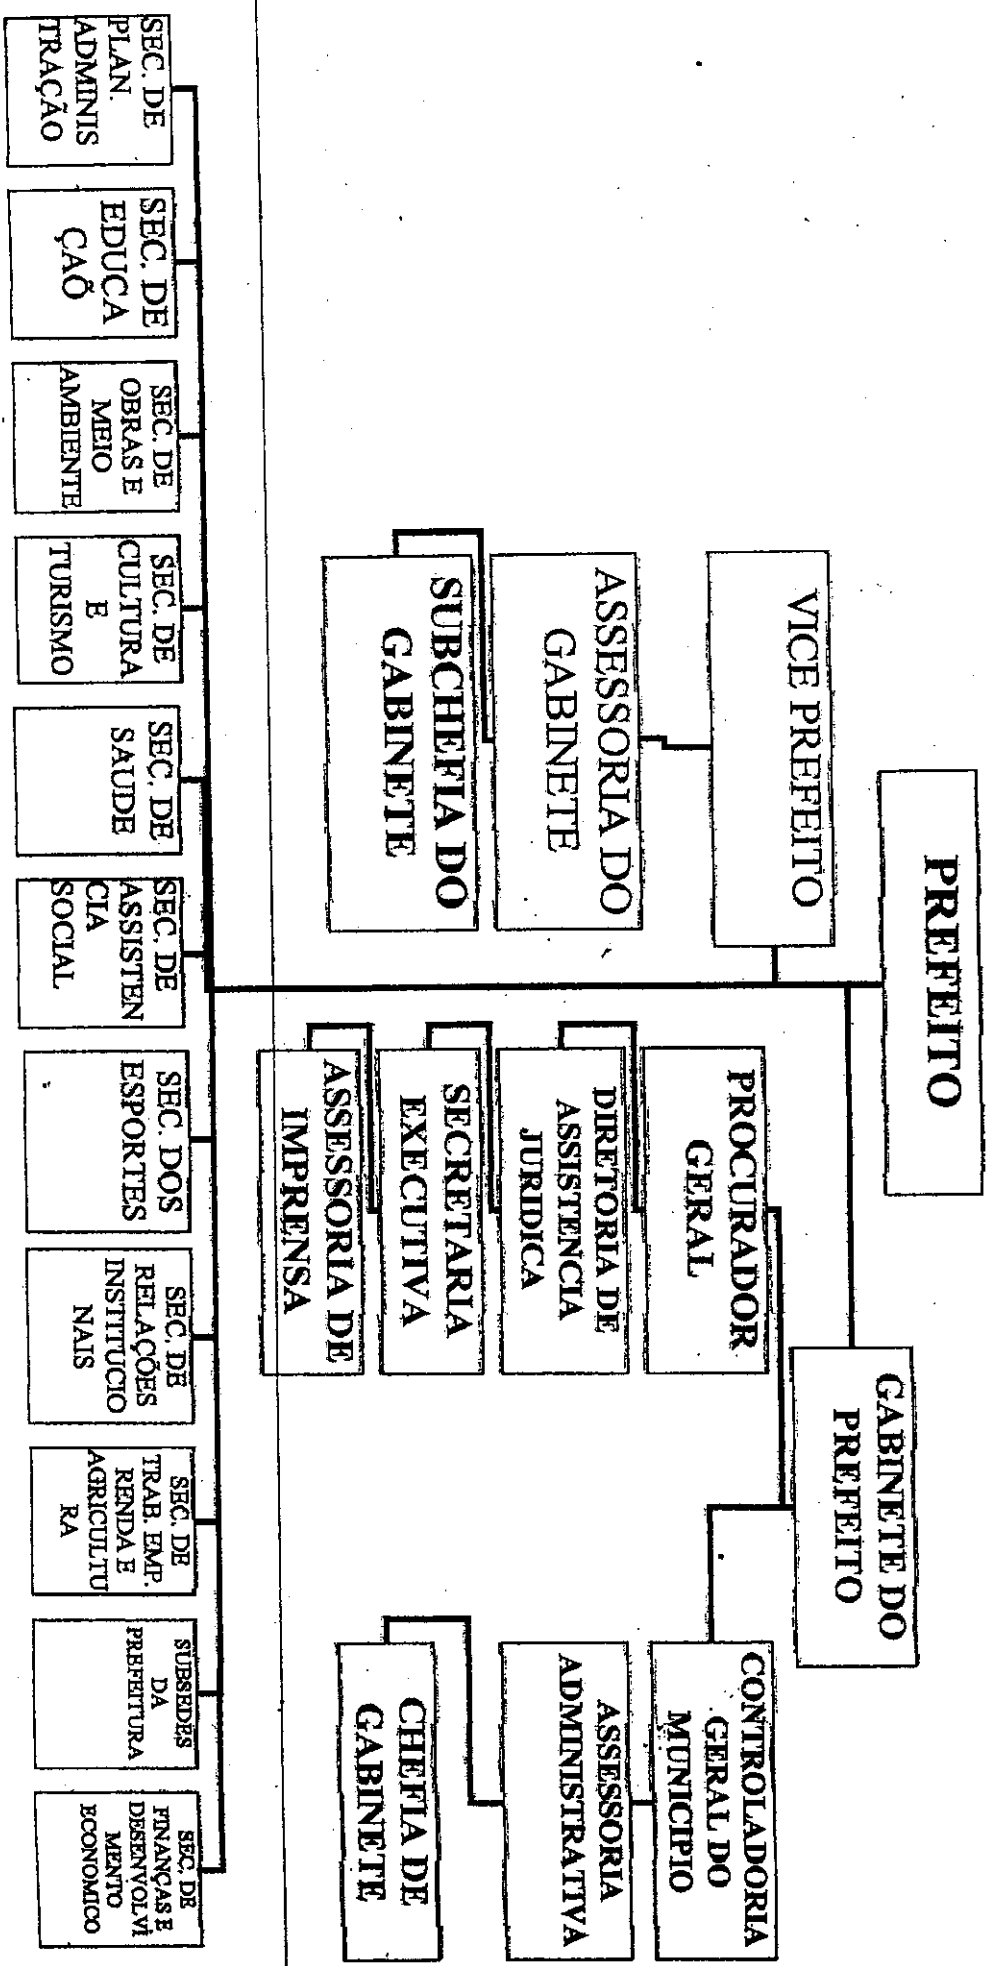 PREFEITO
VICE PREFEITO
GABINETE DO
PREFEITO
ASSESSORIA DO
GABINETE
SUBCHEFIA DO
GABINETE
PROCURADOR
GERAL
DIRETORIA DE
ASSISTENCIA
JURIDICA
SECRETARIA
EXECUTIVA
ASSESSORIA DE
IMPRENSA
CONTROLADORIA
GERAL DO
MUNICIPIO
ASSESSORIA
ADMINISTRATIVA
CHEFIA DE
GABINETE
SEC. DE
PLAN.
ADMINIS
TRAÇÃO
SEC. DE
EDUCA
ÇAÕ
SEC. DE
OBRAS E
MEIO
AMBIENTE
SEC. DE
CULTURA
E
TURISMO
SEC. DE
SAUDE
SEC. DE
ASSISTEN
CIA
SOCIAL
SEC. DOS
ESPORTES
SEC. DE
RELAÇÕES
INSTITUCIO
NAIS
SEC. DE
TRAB. EMP.
RENDA E
AGRICULTU
RA
SUBSEDES
DA
PREFEITURA
SEC. DE
FINANÇAS E
DESENVOLVI
MENTO
ECONOMICO